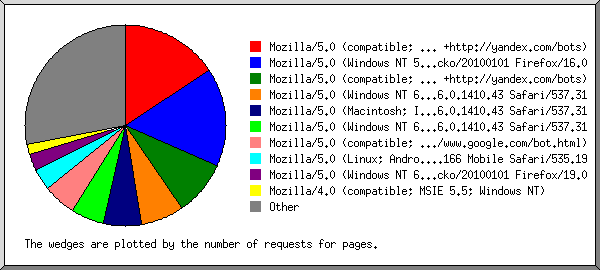 Mozilla/5.0 (compatible; ... +http://yandex.com/bots)
Mozilla/5.0 (Windows NT 5...cko/20100101 Firefox/16.0
Mozilla/5.0 (compatible; ... +http://yandex.com/bots)
Mozilla/5.0 (Windows NT 6...6.0.1410.43 Safari/537.31
Mozilla/5.0 (Macintosh; I...6.0.1410.43 Safari/537.31
Mozilla/5.0 (Windows NT 6...6.0.1410.43 Safari/537.31
Mozilla/5.0 (compatible; .../www.google.com/bot.html)
Mozilla/5.0 (Linux; Andro....166 Mobile Safari/535.19
Mozilla/5.0 (Windows NT 6...cko/20100101 Firefox/19.0
Mozilla/4.0 (compatible; MSIE 5.5; Windows NT)
Other
The wedges are plotted by the number of requests for pages.